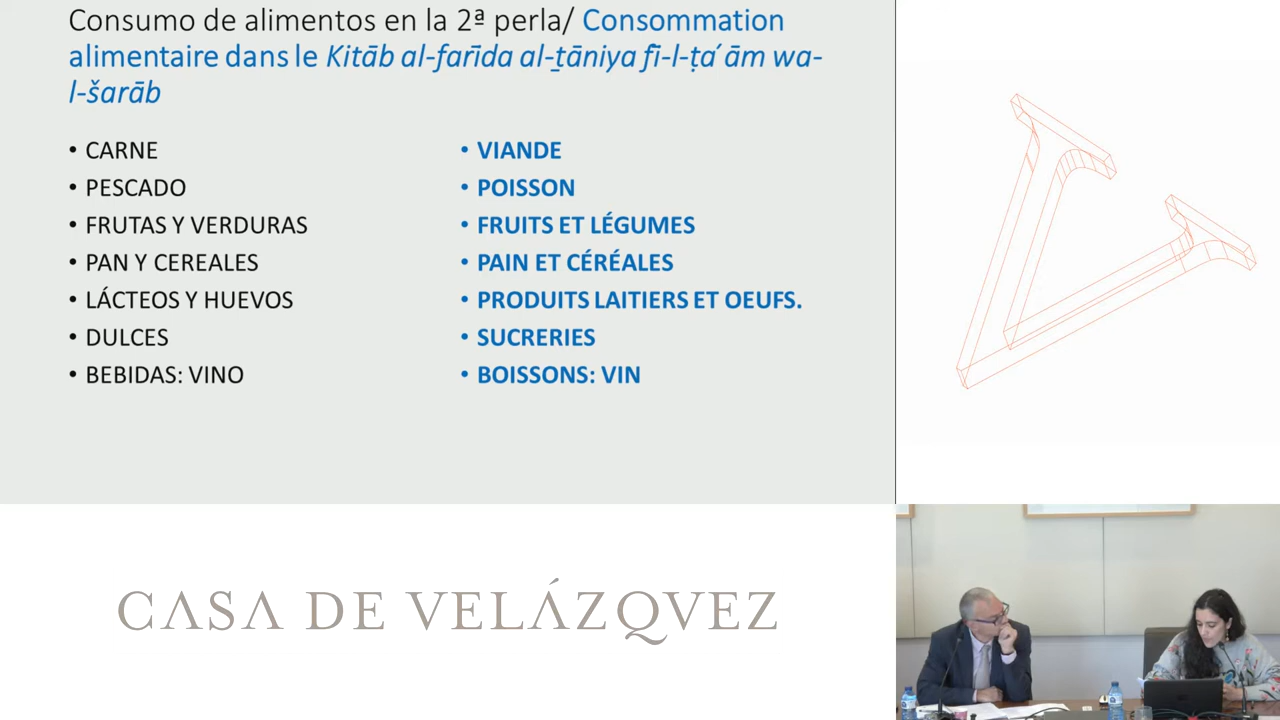 Consumo de alimentos en la 2ª perla/ Consommation
alimentaire dans le Kitāb al-farīda al-ṯāniya fī-l-ṭaʹām wa-
l-šarāb
• CARNE
• PESCADO
• FRUTAS Y VERDURAS
• PAN Y CEREALES
• LÁCTEOS Y HUEVOS
• DULCES
• BEBIDAS: VINO
• VIANDE
• POISSON
• FRUITS ET LÉGUMES
• PAIN ET CÉRÉALES
• PRODUITS LAITIERS ET OEUFS.
• SUCRERIES
• BOISSONS: VIN
CASA DE VELÁZQVEZ